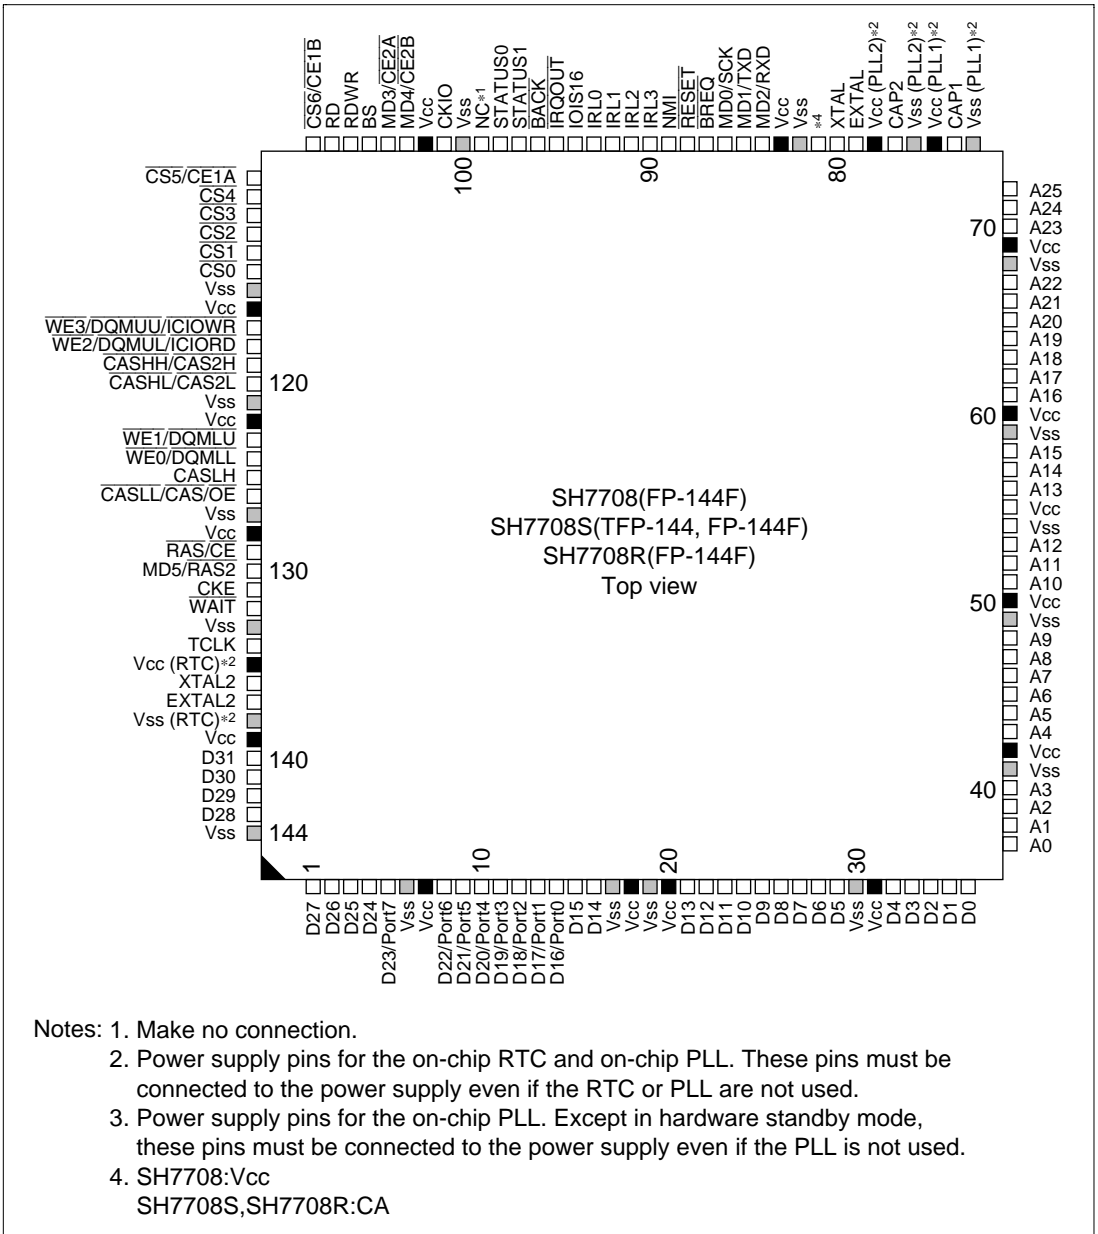 CS6/CE1B
RD
RDWR
BS
MD3/CE2A
MD4/CE2B
Vcc
CKIO
Vss
NC*1
STATUS0
STATUS1
BACK
IRQOUT
IOIS16
IRL0
IRL1
IRL2
IRL3
NMI
RESET
BREQ
MD0/SCK
MD1/TXD
MD2/RXD
Vcc
Vss
*4
XTAL
EXTAL
Vcc (PLL2)*2
CAP2
Vss (PLL2)*2
Vcc (PLL1)*2
CAP1
Vss (PLL1)*2
100
90
80
CS5/CE1A
CS4
CS3
CS2
CS1
CS0
Vss
Vcc
WE3/DQMUU/ICIOWR
WE2/DQMUL/ICIORD
CASHH/CAS2H
CASHL/CAS2L
120
Vss
Vcc
WE1/DQMLU
WE0/DQMLL
CASLH
CASLL/CAS/OE
Vss
Vcc
RAS/CE
MD5/RAS2
130
CKE
WAIT
Vss
TCLK
Vcc (RTC)*2
XTAL2
EXTAL2
Vss (RTC)*2
Vcc
D31
140
D30
D29
D28
Vss
144
SH7708(FP-144F)
SH7708S(TFP-144, FP-144F)
SH7708R(FP-144F)
Top view
A25
A24
70
A23
Vcc
Vss
A22
A21
A20
A19
A18
A17
A16
60
Vcc
Vss
A15
A14
A13
Vcc
Vss
A12
A11
A10
50
Vcc
Vss
A9
A8
A7
A6
A5
A4
Vcc
Vss
40
A3
A2
A1
A0
1
10
20
30
D27
D26
D25
D24
D23/Port7
Vss
Vcc
D22/Port6
D21/Port5
D20/Port4
D19/Port3
D18/Port2
D17/Port1
D16/Port0
D15
D14
Vss
Vcc
Vss
Vcc
D13
D12
D11
D10
D9
D8
D7
D6
D5
Vss
Vcc
D4
D3
D2
D1
D0
Notes: 1. Make no connection.
2. Power supply pins for the on-chip RTC and on-chip PLL. These pins must be
connected to the power supply even if the RTC or PLL are not used.
3. Power supply pins for the on-chip PLL. Except in hardware standby mode,
these pins must be connected to the power supply even if the PLL is not used.
4. SH7708:Vcc
SH7708S,SH7708R:CA